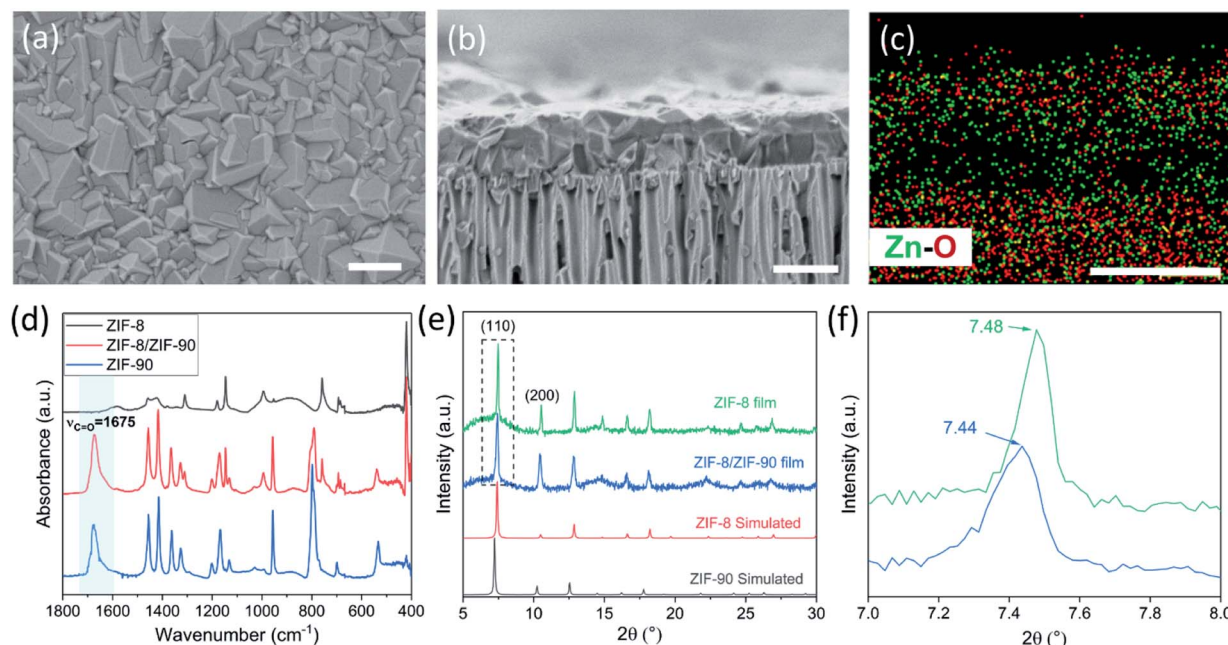 (a)
(b)
(c)
Zn-O
(d)
ZIF-8
ZIF-8/ZIF-90
ZIF-90
νC=O=1675
Absorbance (a.u.)
1800 1600 1400 1200 1000 800 600 400
Wavenumber (cm⁻¹)
(e)
(110)
(200)
ZIF-8 film
ZIF-8/ZIF-90 film
ZIF-8 Simulated
ZIF-90 Simulated
Intensity (a.u.)
5 10 15 20 25 30
2θ (°)
(f)
7.48
7.44
Intensity (a.u.)
7.0 7.2 7.4 7.6 7.8 8.0
2θ (°)